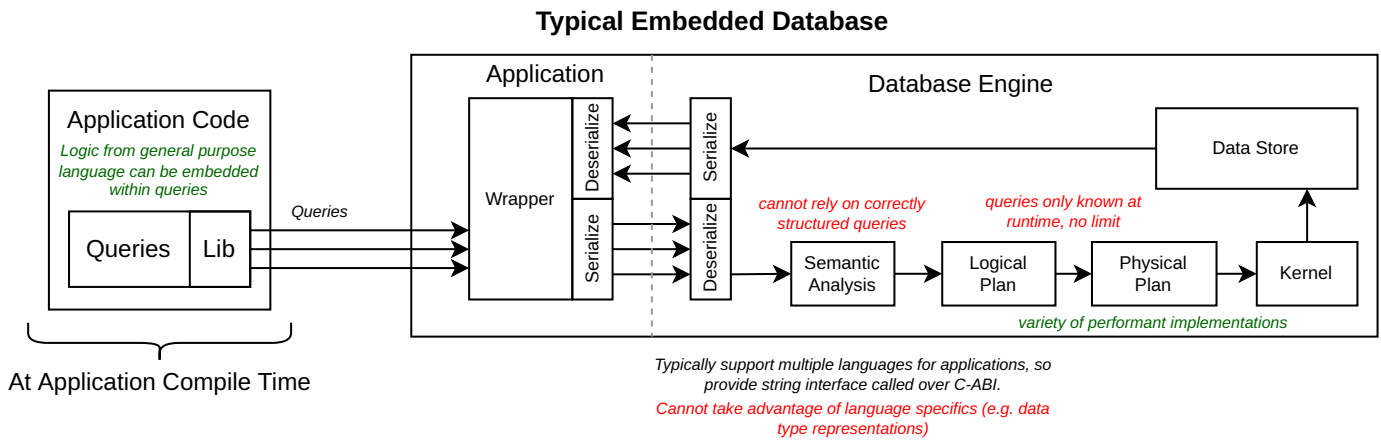 Typical Embedded Database
Application Code
Logic from general purpose
language can be embedded
within queries
Queries
Lib
At Application Compile Time
Queries
Application
Wrapper
Deserialize
Serialize
Database Engine
Serialize
Deserialize
cannot rely on correctly
structured queries
Semantic
Analysis
queries only known at
runtime, no limit
Logical
Plan
Physical
Plan
Kernel
Data Store
variety of performant implementations
Typically support multiple languages for applications, so
provide string interface called over C-ABI.
Cannot take advantage of language specifics (e.g. data
type representations)